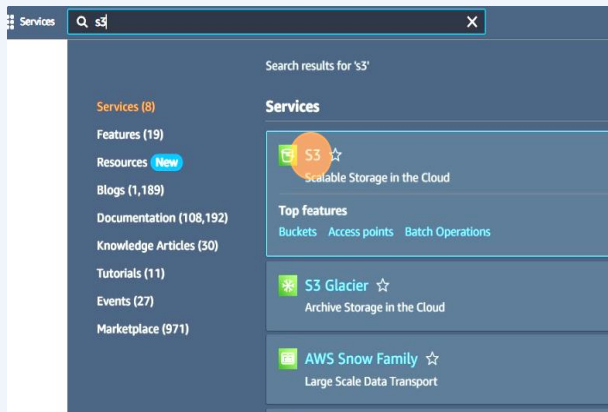 Services
s3
Search results for 's3'
Services (8)
Features (19)
Resources New
Blogs (1,189)
Documentation (108,192)
Knowledge Articles (30)
Tutorials (11)
Events (27)
Marketplace (971)
Services
S3
Scalable Storage in the Cloud
Top features
Buckets Access points Batch Operations
S3 Glacier
Archive Storage in the Cloud
AWS Snow Family
Large Scale Data Transport